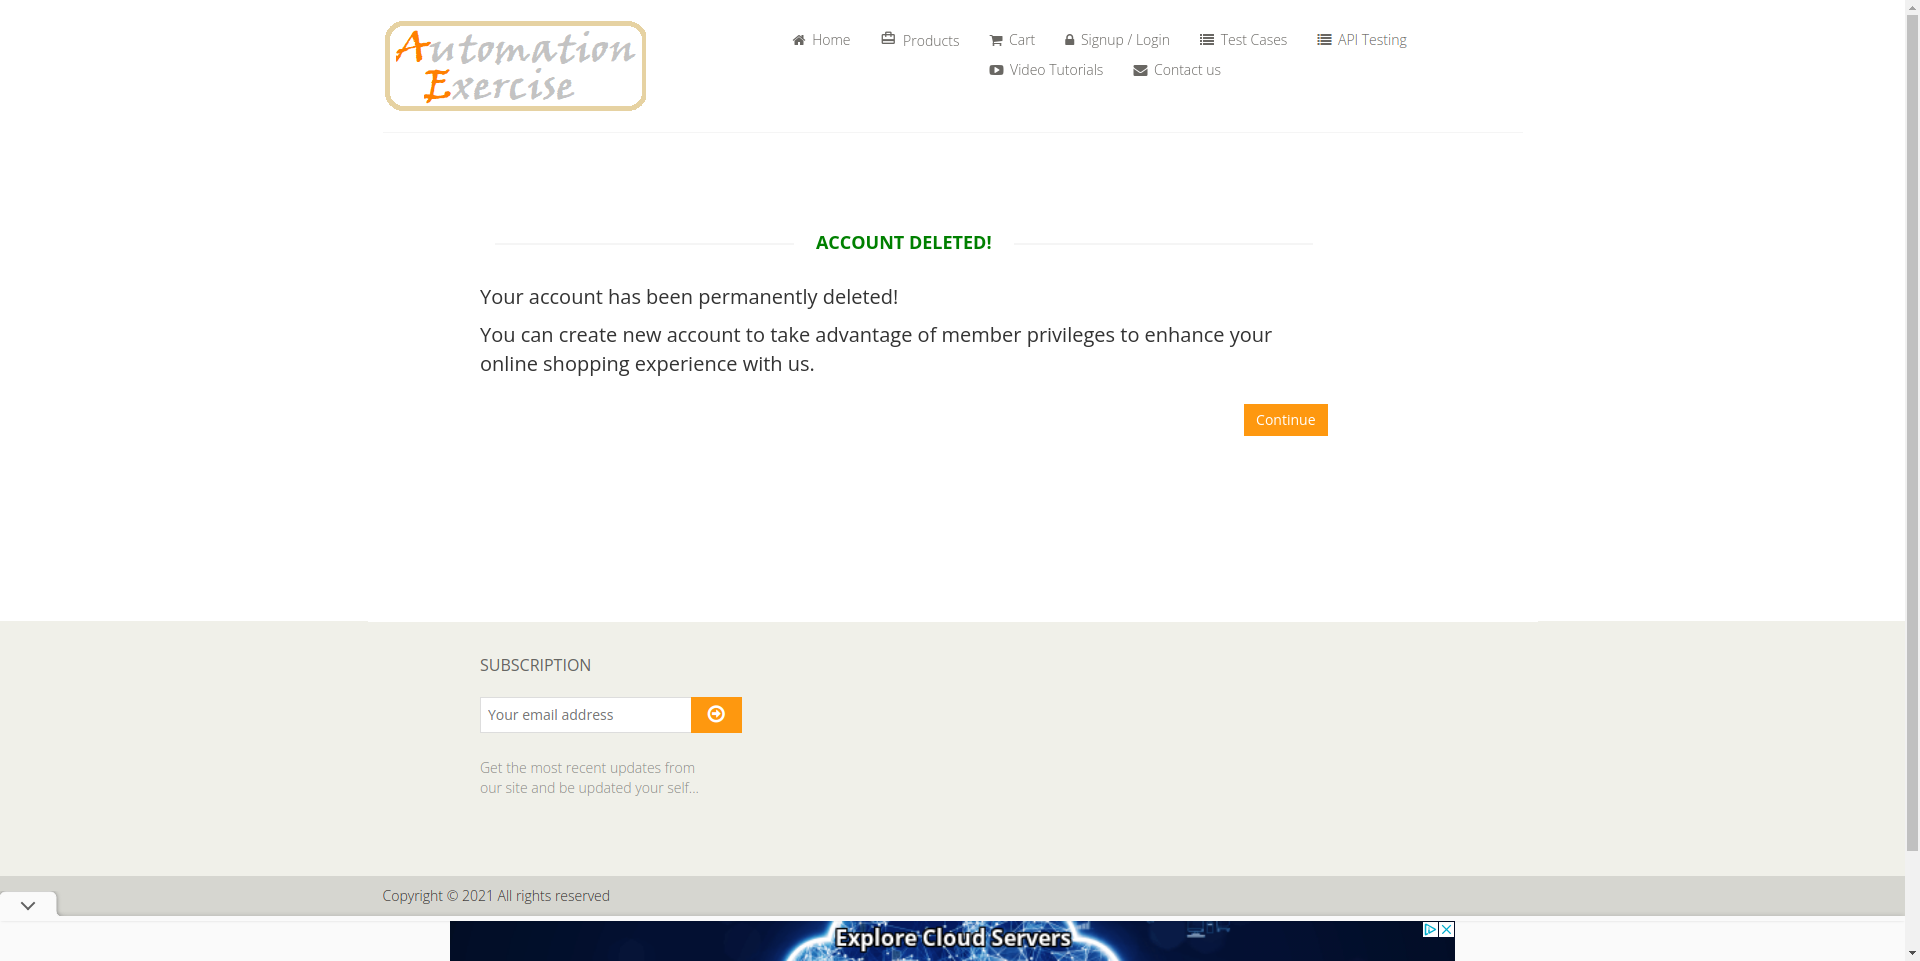 Automation
Exercise
Home
Products
Cart
Signup / Login
Test Cases
API Testing
Video Tutorials
Contact us
ACCOUNT DELETED!
Your account has been permanently deleted!
You can create new account to take advantage of member privileges to enhance your
online shopping experience with us.
Continue
SUBSCRIPTION
Your email address
Get the most recent updates from
our site and be updated your self...
Copyright © 2021 All rights reserved
Explore Cloud Servers